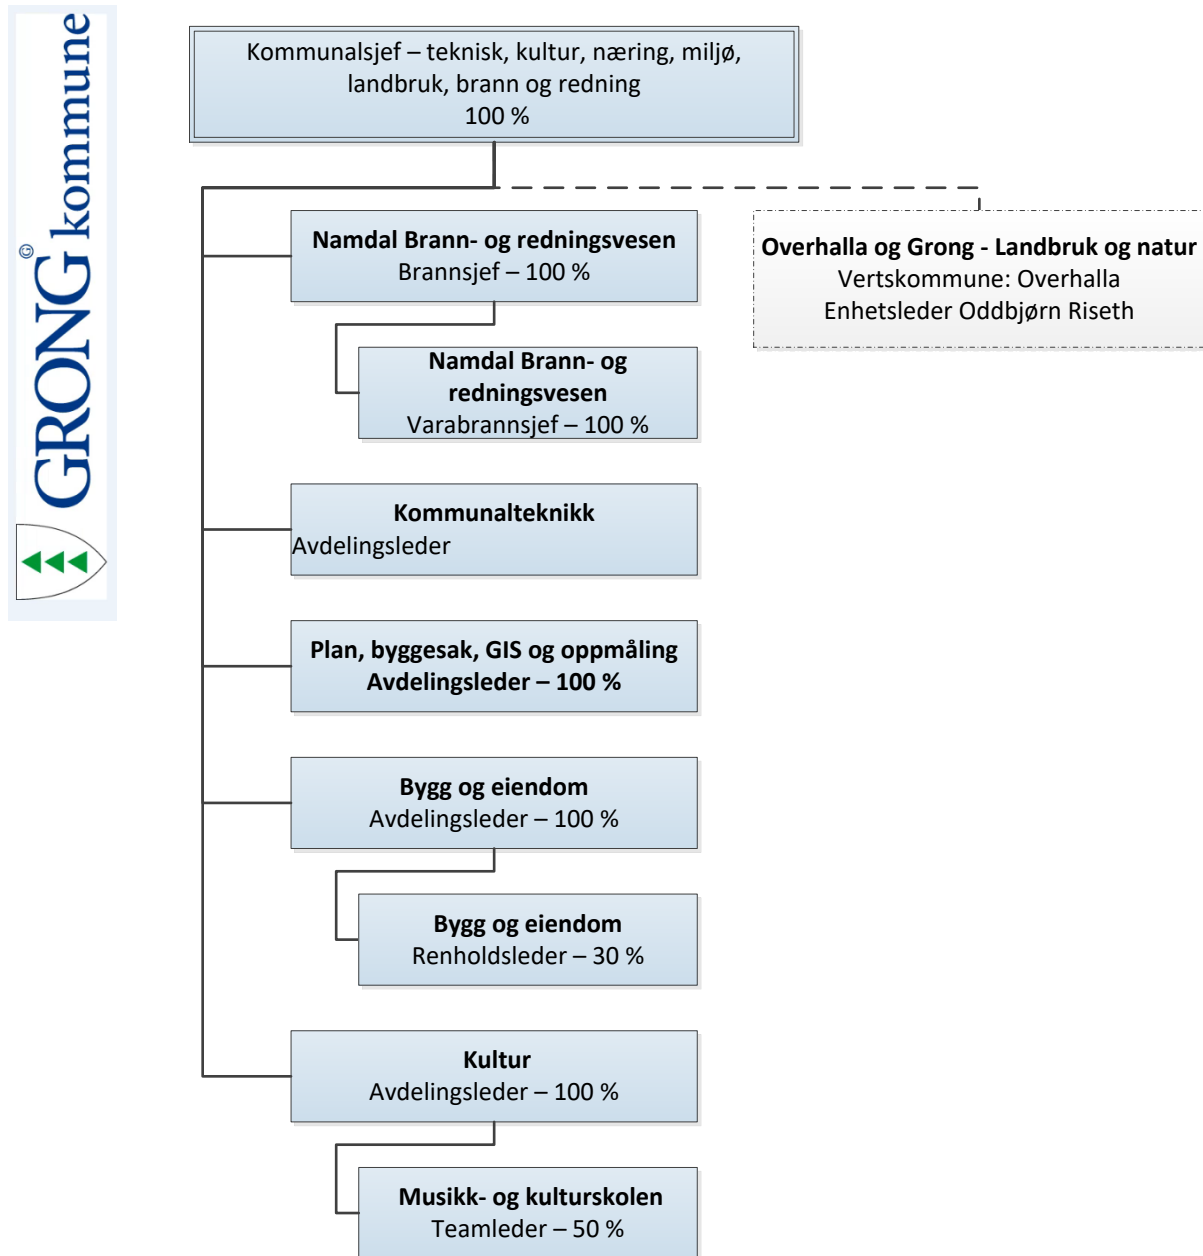 GRONG kommune
Kommunalsjef – teknisk, kultur, næring, miljø,
landbruk, brann og redning
100 %
Namdal Brann- og redningsvesen
Brannsjef – 100 %
Overhalla og Grong - Landbruk og natur
Vertskommune: Overhalla
Enhetsleder Oddbjørn Riseth
Namdal Brann- og
redningsvesen
Varabrannsjef – 100 %
Kommunalteknikk
Avdelingsleder
Plan, byggesak, GIS og oppmåling
Avdelingsleder – 100 %
Bygg og eiendom
Avdelingsleder – 100 %
Bygg og eiendom
Renholdsleder – 30 %
Kultur
Avdelingsleder – 100 %
Musikk- og kulturskolen
Teamleder – 50 %